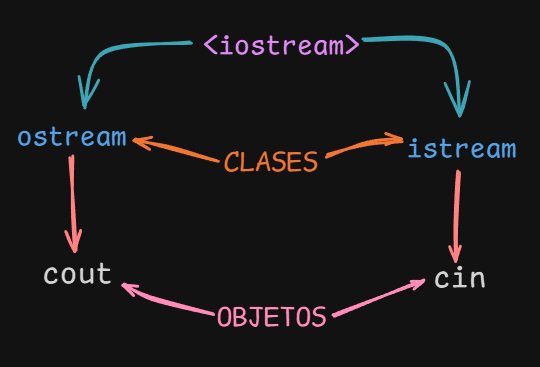 <iostream>
ostream
CLASES
istream
cout
OBJETOS
cin